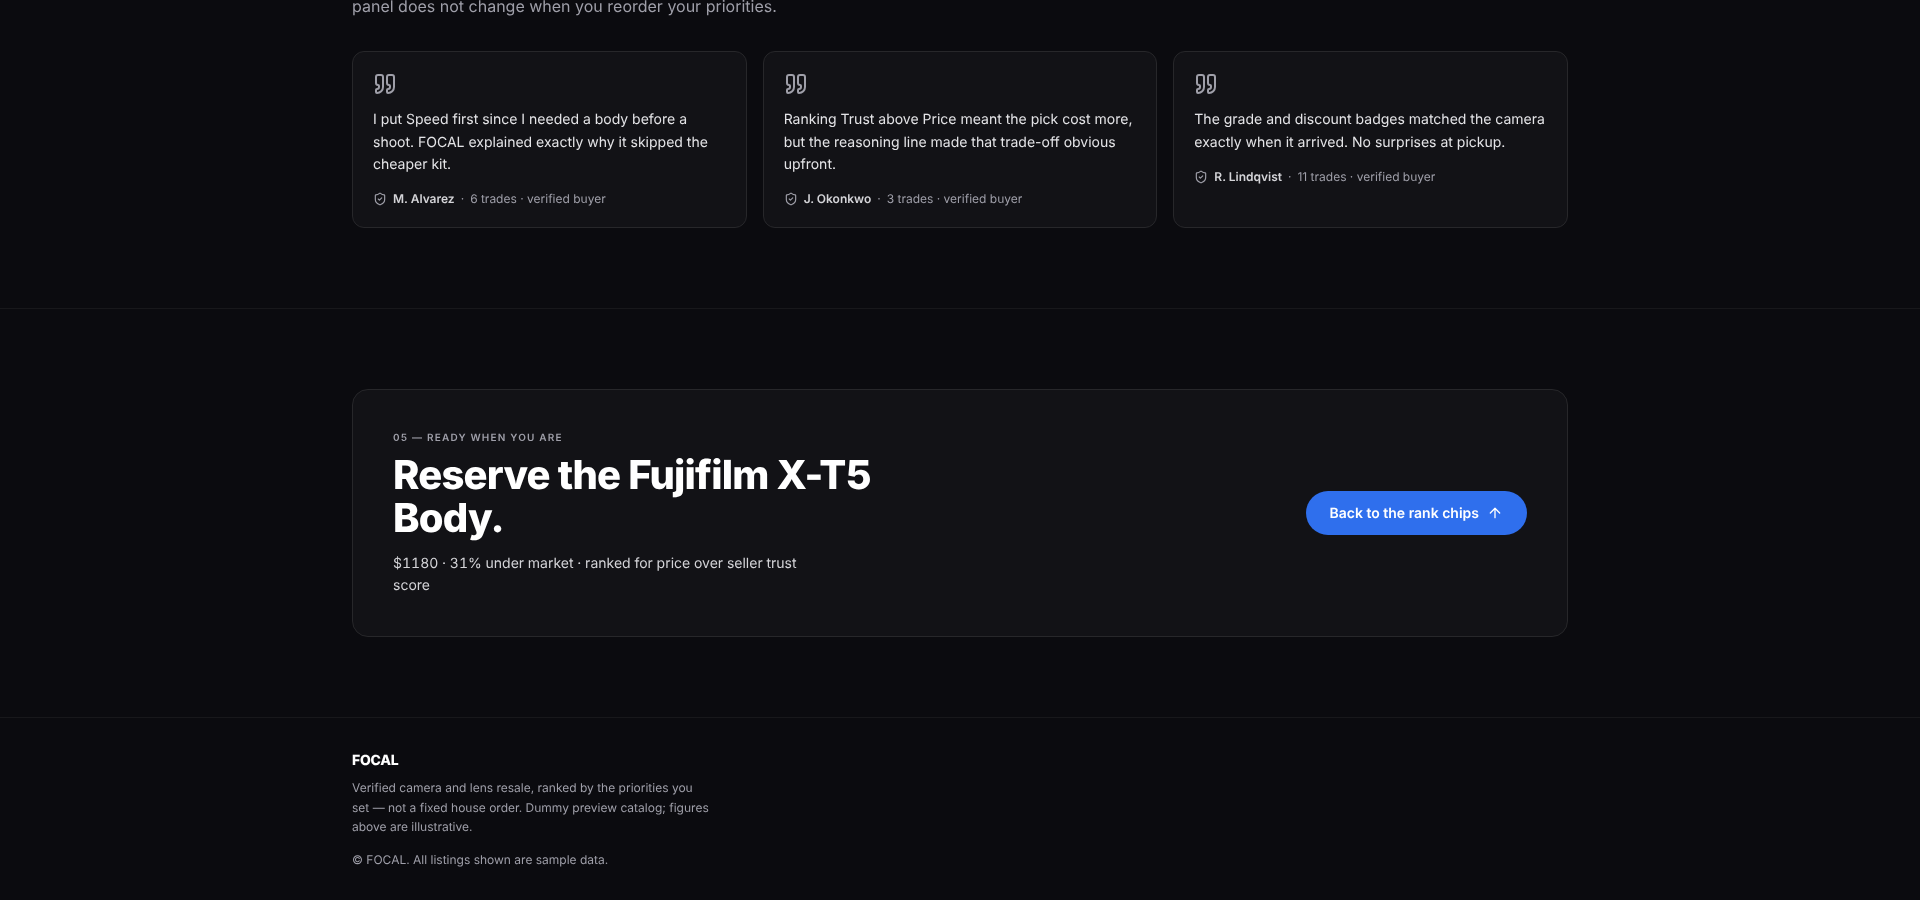 panel does not change when you reorder your priorities.
I put Speed first since I needed a body before a
shoot. FOCAL explained exactly why it skipped the
cheaper kit.
M. Alvarez · 6 trades · verified buyer
Ranking Trust above Price meant the pick cost more,
but the reasoning line made that trade-off obvious
upfront.
J. Okonkwo · 3 trades · verified buyer
The grade and discount badges matched the camera
exactly when it arrived. No surprises at pickup.
R. Lindqvist · 11 trades · verified buyer
05 — READY WHEN YOU ARE
Reserve the Fujifilm X-T5
Body.
$1180 · 31% under market · ranked for price over seller trust
score
Back to the rank chips
FOCAL
Verified camera and lens resale, ranked by the priorities you
set — not a fixed house order. Dummy preview catalog; figures
above are illustrative.
© FOCAL. All listings shown are sample data.